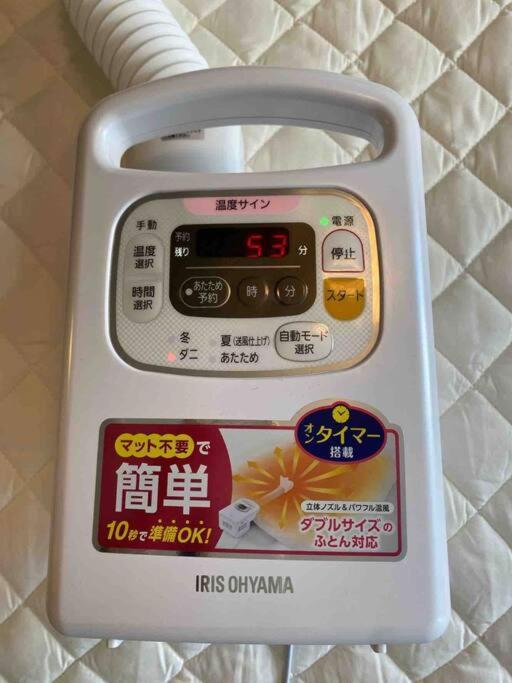 温度サイン
手動
電源
温度
選択
予約
残り
53
分
停止
時間
選択
あたため
予約
時
分
スタート
冬
夏(送風仕上げ)
ダニ
あたため
自動モード
選択
マット不要で
簡単
10秒で準備OK!
オンタイマー
搭載
立体ノズル&パワフル温風
ダブルサイズの
ふとん対応
IRIS OHYAMA